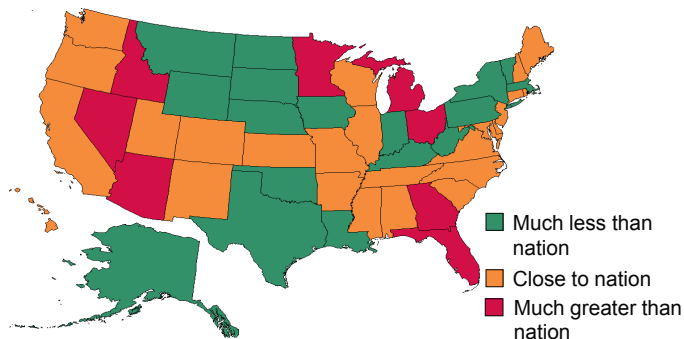 Much less than
nation
Close to nation
Much greater than
nation